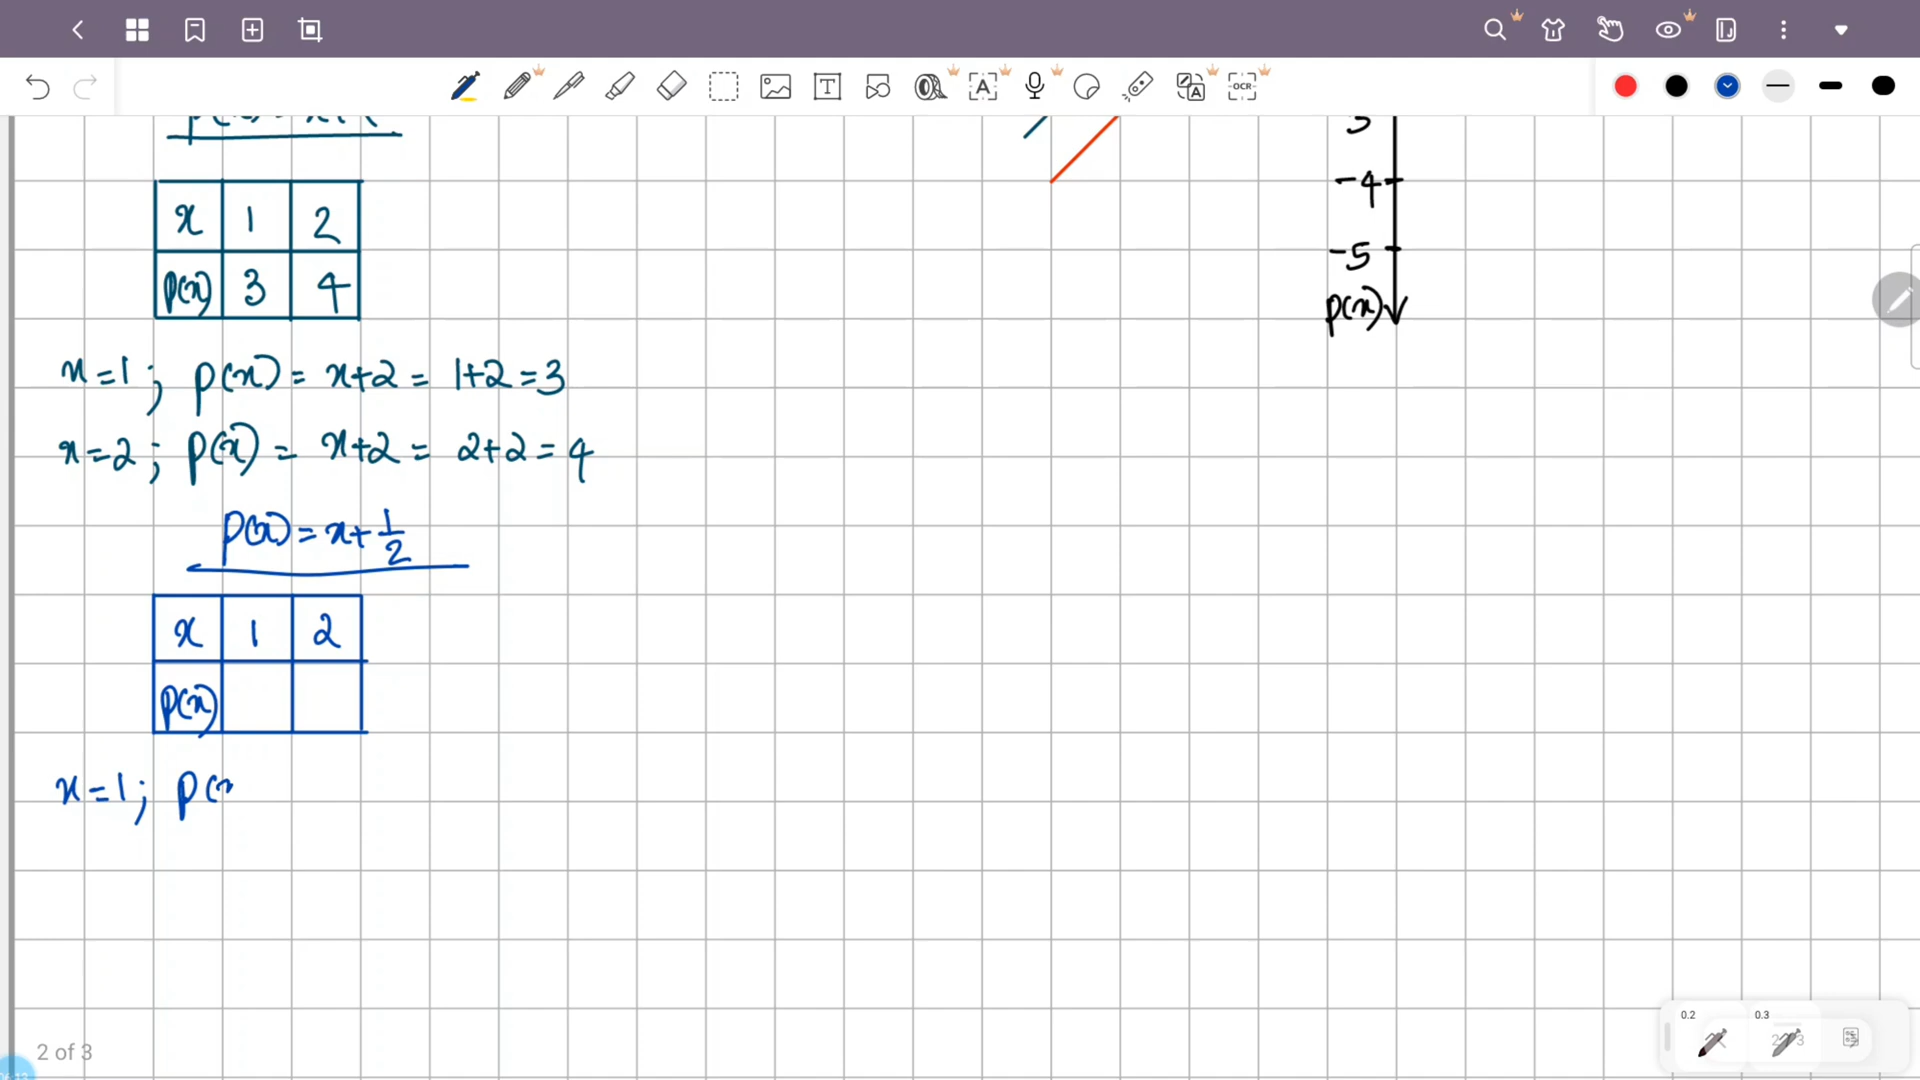 x 1 2
p(x) 3 4
x=1; p(x) = x+2 = 1+2 = 3
x=2; p(x) = x+2 = 2+2 = 4
p(x) = x+1/2
x 1 2
p(x)
x=1; p(x
-4
-5
p(x)
A
OCR
0.2 0.3
2 of 3